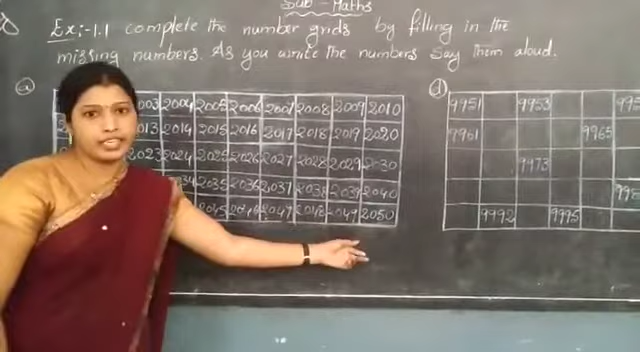 Sub - Maths
Ex:-1.1 complete the number grids by filling in the
missing numbers. As you write the numbers say them aloud.
a d
2003 2004 2005 2006 2007 2008 2009 2010 9951 9953
2013 2014 2015 2016 2017 2018 2019 2020 9961 9965
2023 2024 2025 2026 2027 2028 2029 2030 9973
2035 2036 2037 2038 2039 2040
2045 2046 2047 2048 2049 2050 9992 9995